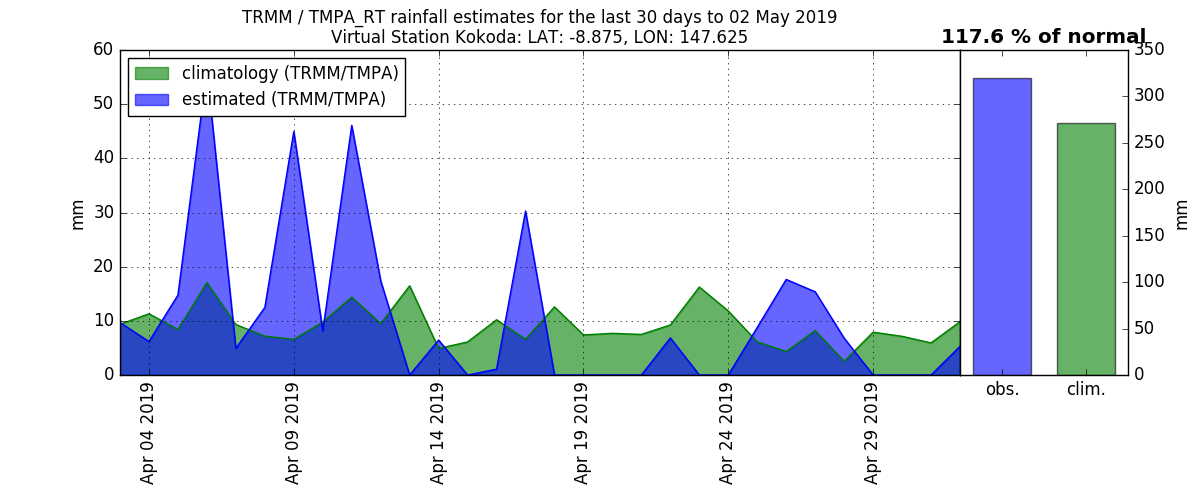 TRMM / TMPA_RT rainfall estimates for the last 30 days to 02 May 2019
Virtual Station Kokoda: LAT: -8.875, LON: 147.625
117.6 % of normal
climatology (TRMM/TMPA)
estimated (TRMM/TMPA)
60
50
40
30
20
10
0
mm
Apr 04 2019
Apr 09 2019
Apr 14 2019
Apr 19 2019
Apr 24 2019
Apr 29 2019
obs.
clim.
350
300
250
200
150
100
50
0
mm